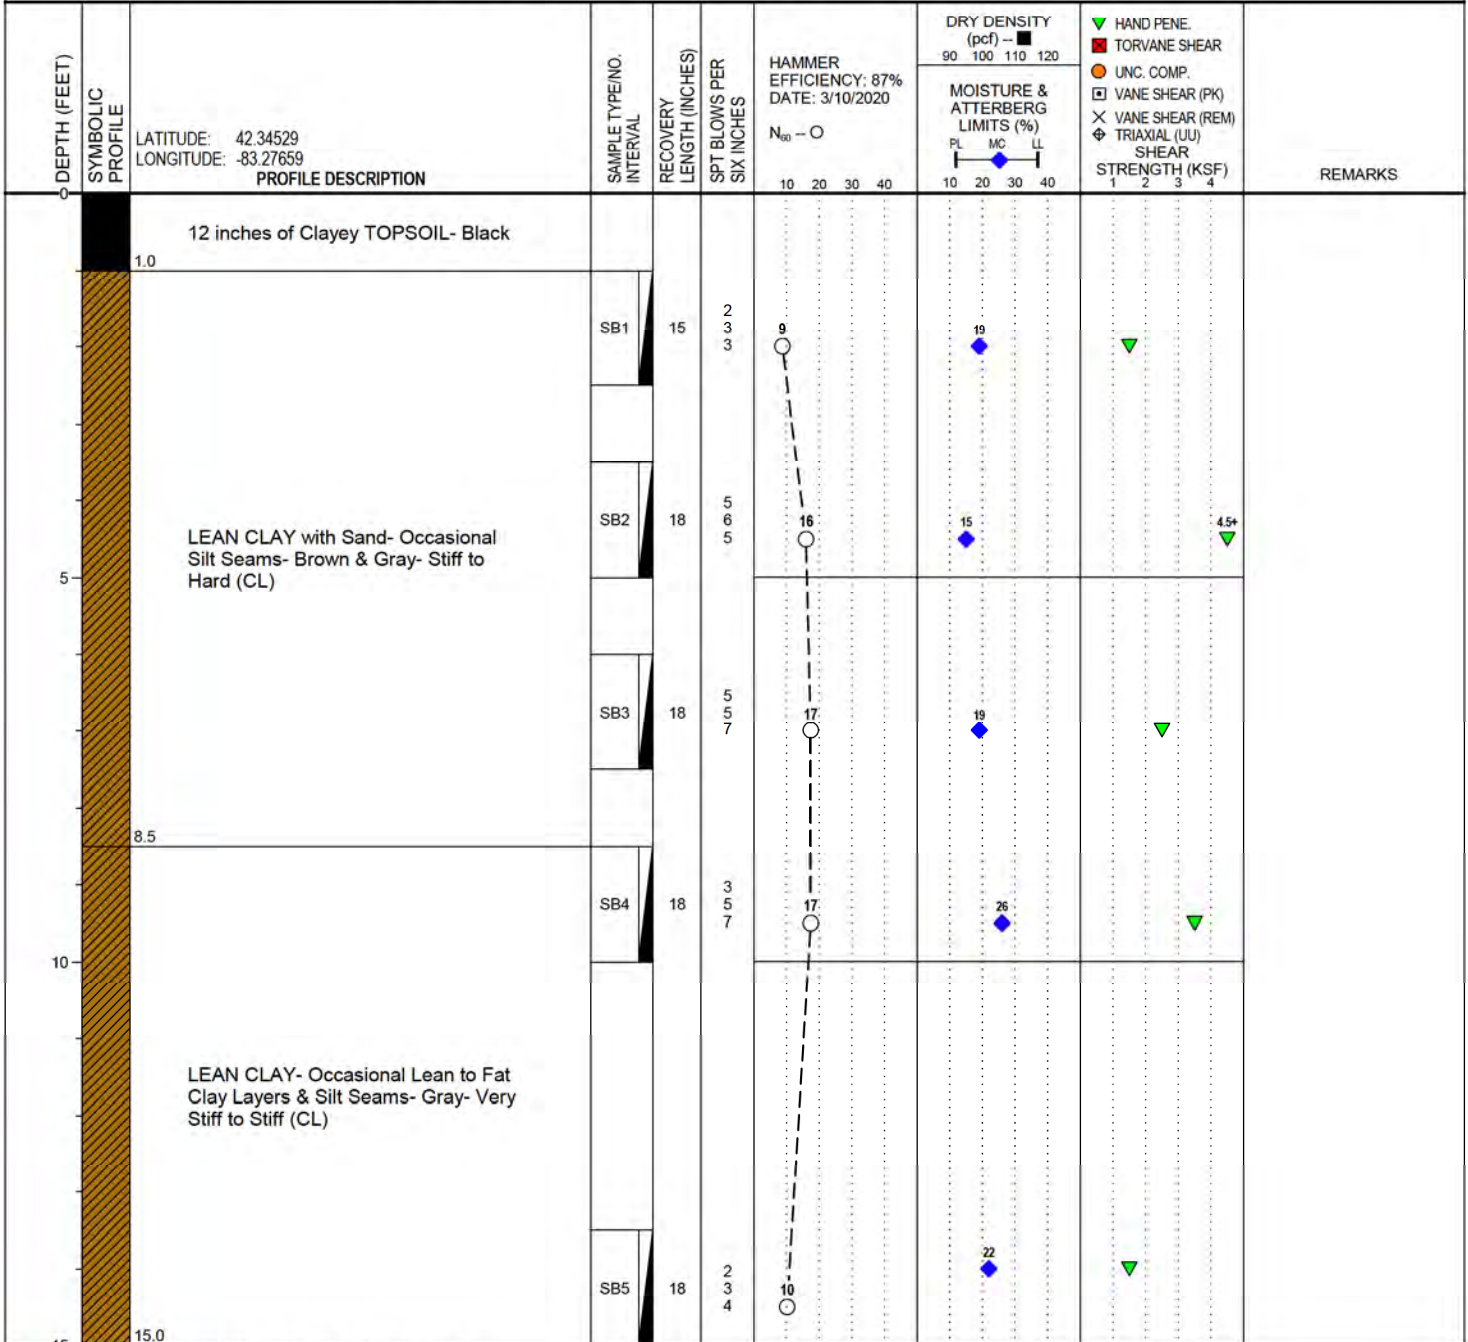 DEPTH (FEET)
SYMBOLIC
PROFILE
LATITUDE: 42.34529
LONGITUDE: -83.27659
PROFILE DESCRIPTION
SAMPLE TYPE/NO.
INTERVAL
RECOVERY
LENGTH (INCHES)
SPT BLOWS PER
SIX INCHES
HAMMER
EFFICIENCY: 87%
DATE: 3/10/2020
N60 -- O
10 20 30 40
DRY DENSITY
(pcf) -- ■
90 100 110 120
MOISTURE &
ATTERBERG
LIMITS (%)
PL MC LL
10 20 30 40
HAND PENE.
TORVANE SHEAR
UNC. COMP.
VANE SHEAR (PK)
VANE SHEAR (REM)
TRIAXIAL (UU)
SHEAR
STRENGTH (KSF)
1 2 3 4
REMARKS
0
12 inches of Clayey TOPSOIL- Black
1.0
SB1 15
2
3
3
9
19
LEAN CLAY with Sand- Occasional
Silt Seams- Brown & Gray- Stiff to
Hard (CL)
SB2 18
5
6
5
16
15
4.5+
5
SB3 18
5
5
7
17
19
8.5
SB4 18
3
5
7
17
26
10
LEAN CLAY- Occasional Lean to Fat
Clay Layers & Silt Seams- Gray- Very
Stiff to Stiff (CL)
SB5 18
2
3
4
10
22
15.0